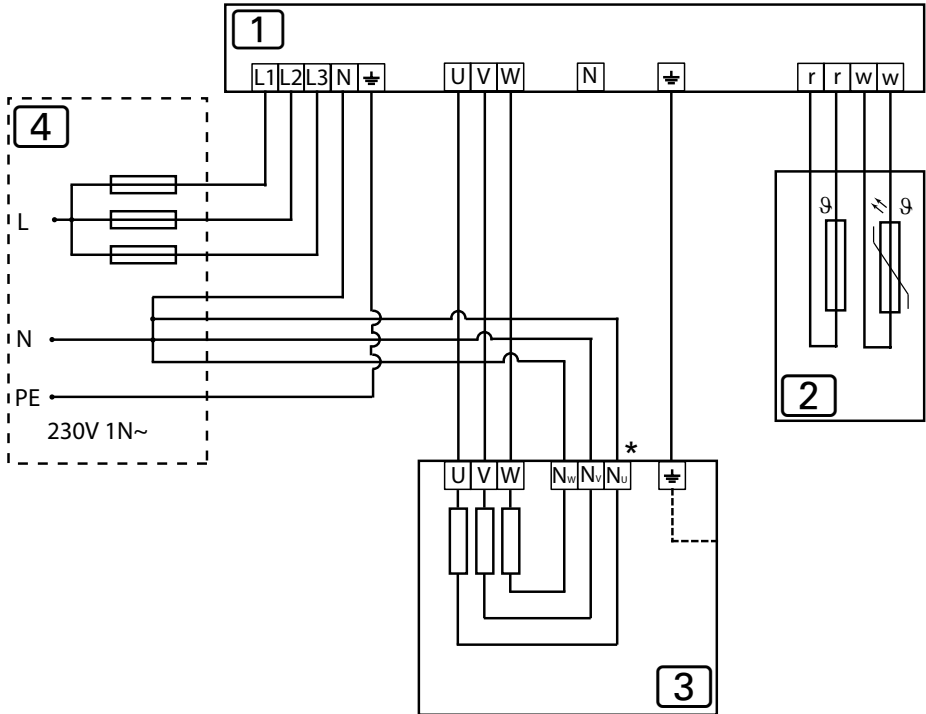 1
L1 L2 L3 N ⏚ U V W N ⏚ r r w w
4
L
N
PE
230V 1N~
ϑ ϑ
2
*
U V W Nw Nv Nu ⏚
3